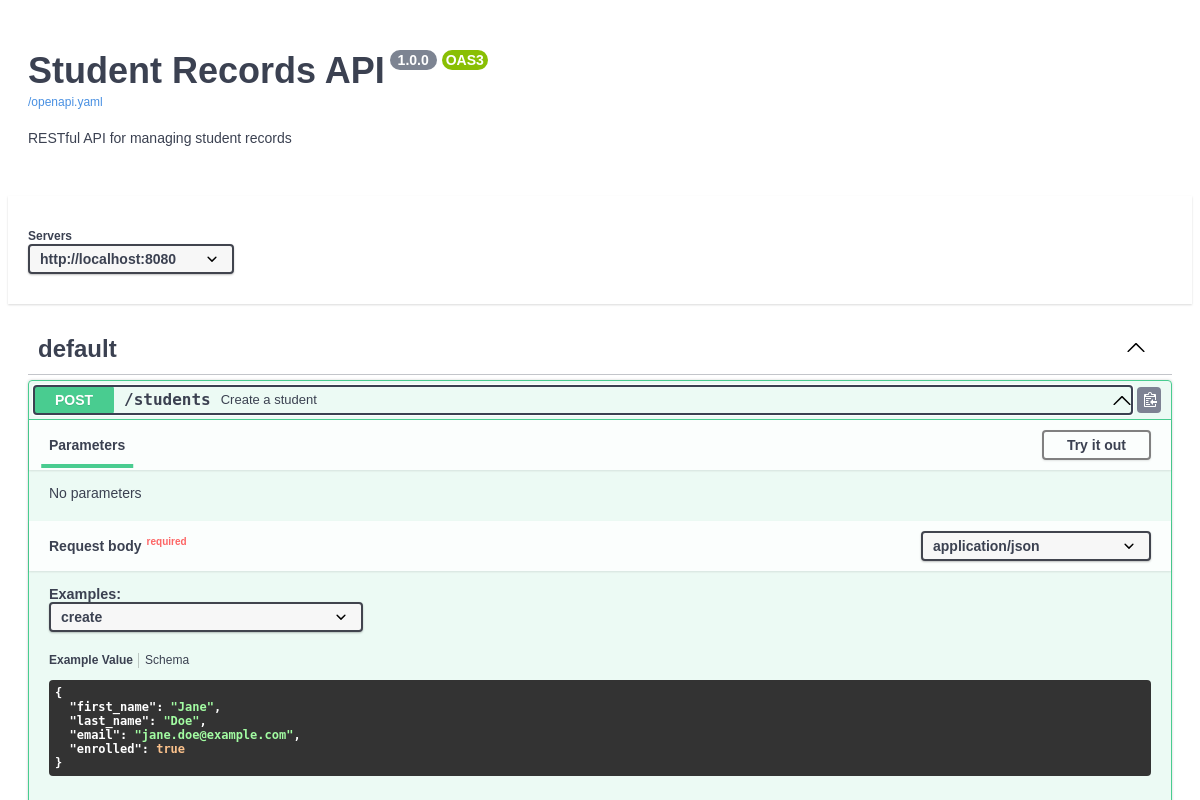 Student Records API 1.0.0 OAS3
/openapi.yaml
RESTful API for managing student records
Servers
http://localhost:8080
default
POST /students Create a student
Parameters Try it out
No parameters
Request body required application/json
Examples:
create
Example Value Schema
{
  "first_name": "Jane",
  "last_name": "Doe",
  "email": "jane.doe@example.com",
  "enrolled": true
}